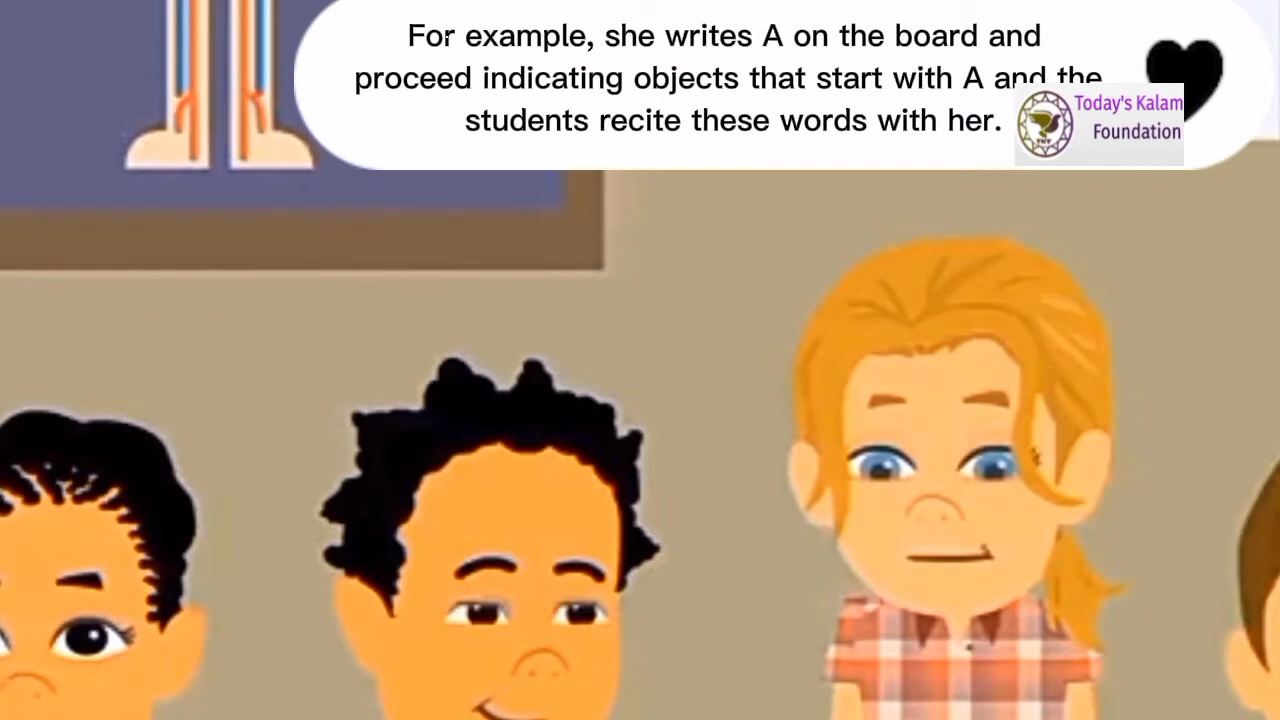 For example, she writes A on the board and
proceed indicating objects that start with A and the
students recite these words with her.
Today's Kalam
Foundation